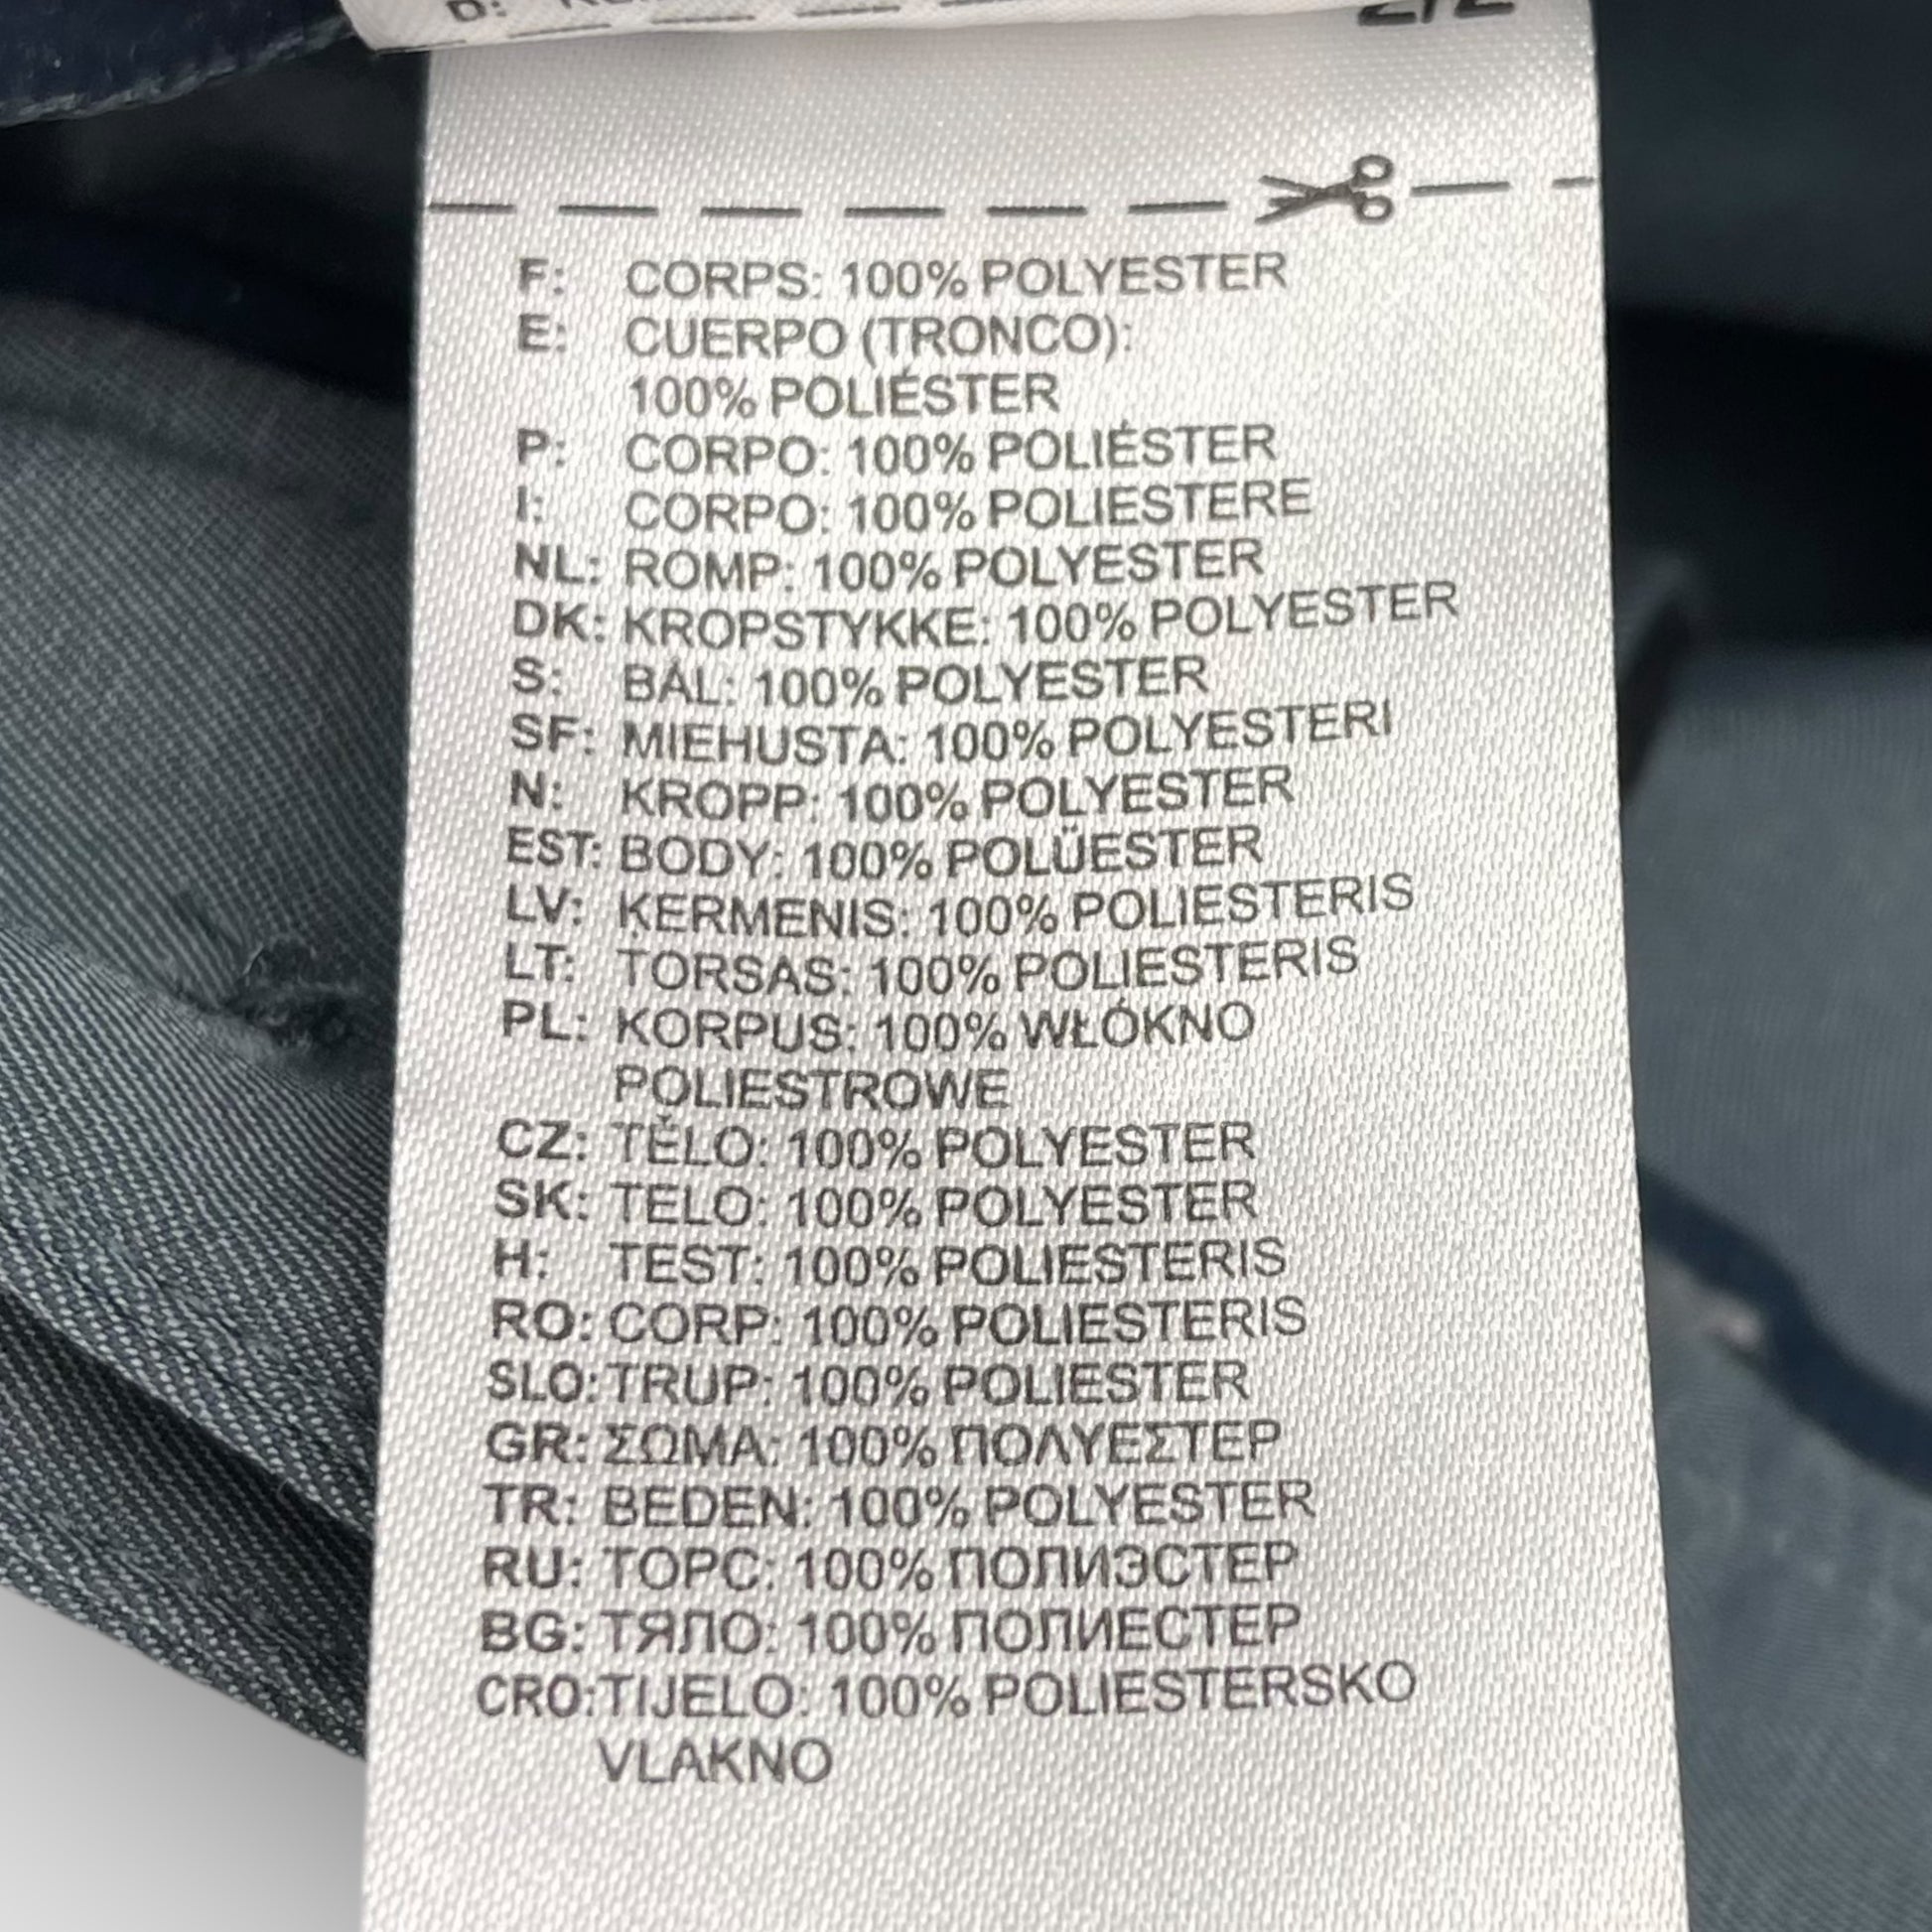 D:
2/2
F: CORPS: 100% POLYESTER
E: CUERPO (TRONCO):
100% POLIÉSTER
P: CORPO: 100% POLIÉSTER
I: CORPO: 100% POLIESTERE
NL: ROMP: 100% POLYESTER
DK: KROPSTYKKE: 100% POLYESTER
S: BÅL: 100% POLYESTER
SF: MIEHUSTA: 100% POLYESTERI
N: KROPP: 100% POLYESTER
EST: BODY: 100% POLÜESTER
LV: ĶERMENIS: 100% POLIESTERIS
LT: TORSAS: 100% POLIESTERIS
PL: KORPUS: 100% WŁÓKNO
POLIESTROWE
CZ: TĚLO: 100% POLYESTER
SK: TELO: 100% POLYESTER
H: TEST: 100% POLIESTERIS
RO: CORP: 100% POLIESTERIS
SLO: TRUP: 100% POLIESTER
GR: ΣΩΜΑ: 100% ΠΟΛΥΕΣΤΕΡ
TR: BEDEN: 100% POLYESTER
RU: ТОРС: 100% ПОЛИЭСТЕР
BG: ТЯЛО: 100% ПОЛИЕСТЕР
CRO: TIJELO: 100% POLIESTERSKO
VLAKNO